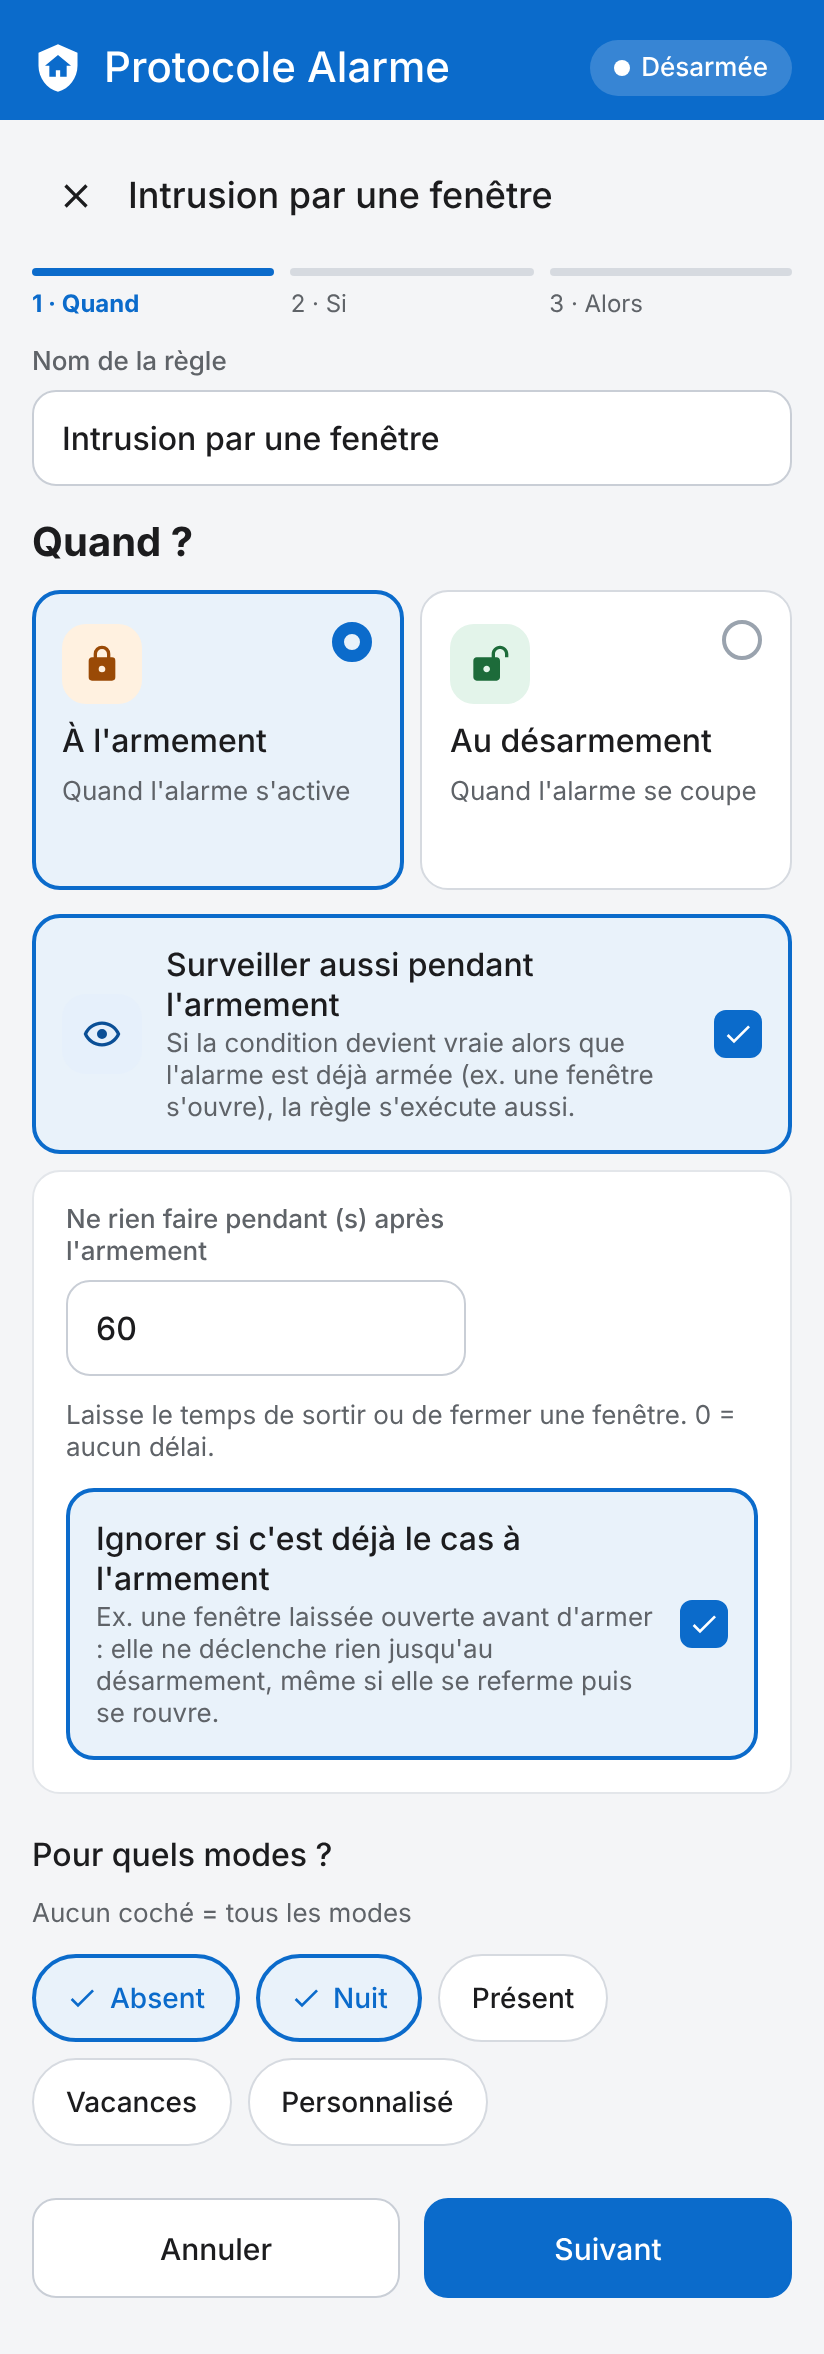 Protocole Alarme
Désarmée
Intrusion par une fenêtre
1 · Quand
2 · Si
3 · Alors
Nom de la règle
Intrusion par une fenêtre
Quand ?
À l'armement
Quand l'alarme s'active
Au désarmement
Quand l'alarme se coupe
Surveiller aussi pendant
l'armement
Si la condition devient vraie alors que
l'alarme est déjà armée (ex. une fenêtre
s'ouvre), la règle s'exécute aussi.
Ne rien faire pendant (s) après
l'armement
60
Laisse le temps de sortir ou de fermer une fenêtre. 0 =
aucun délai.
Ignorer si c'est déjà le cas à
l'armement
Ex. une fenêtre laissée ouverte avant d'armer
: elle ne déclenche rien jusqu'au
désarmement, même si elle se referme puis
se rouvre.
Pour quels modes ?
Aucun coché = tous les modes
Absent
Nuit
Présent
Vacances
Personnalisé
Annuler
Suivant